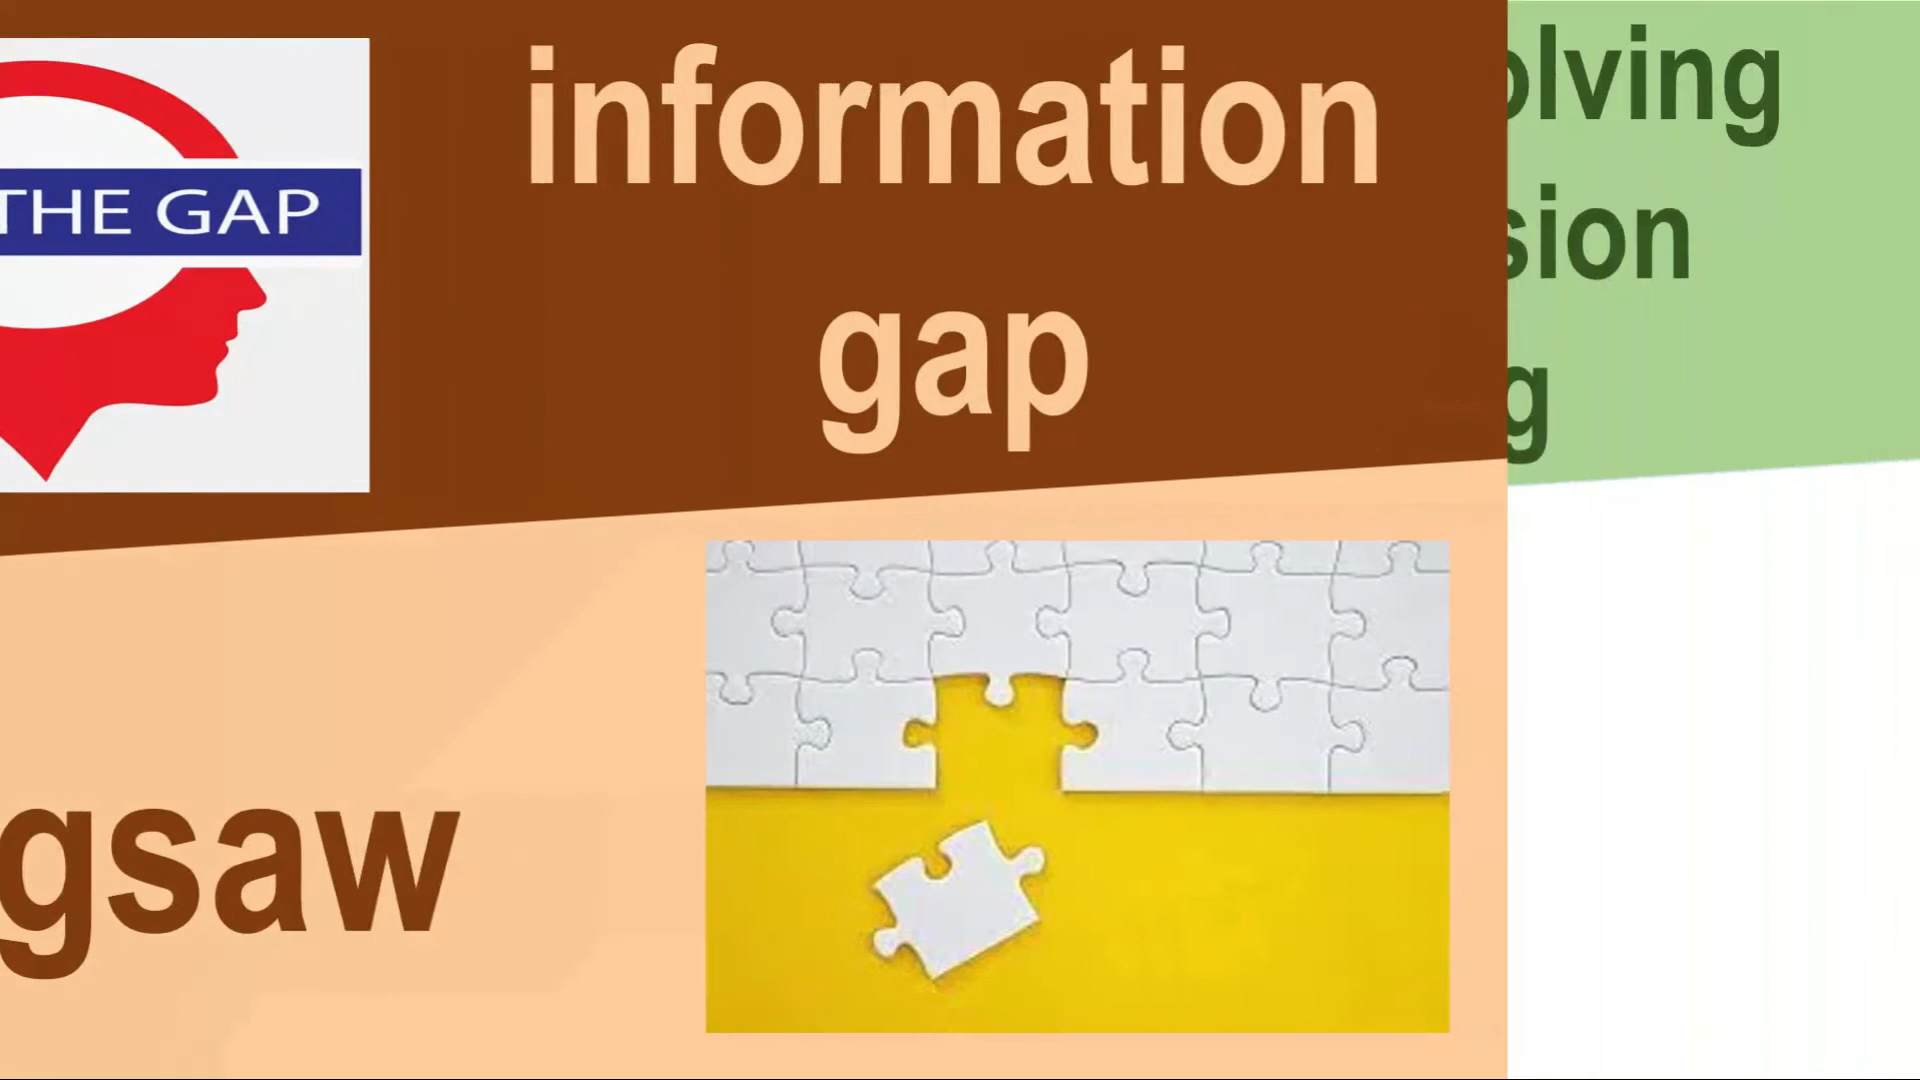 THE GAP
information
gap
olving
sion
g
gsaw